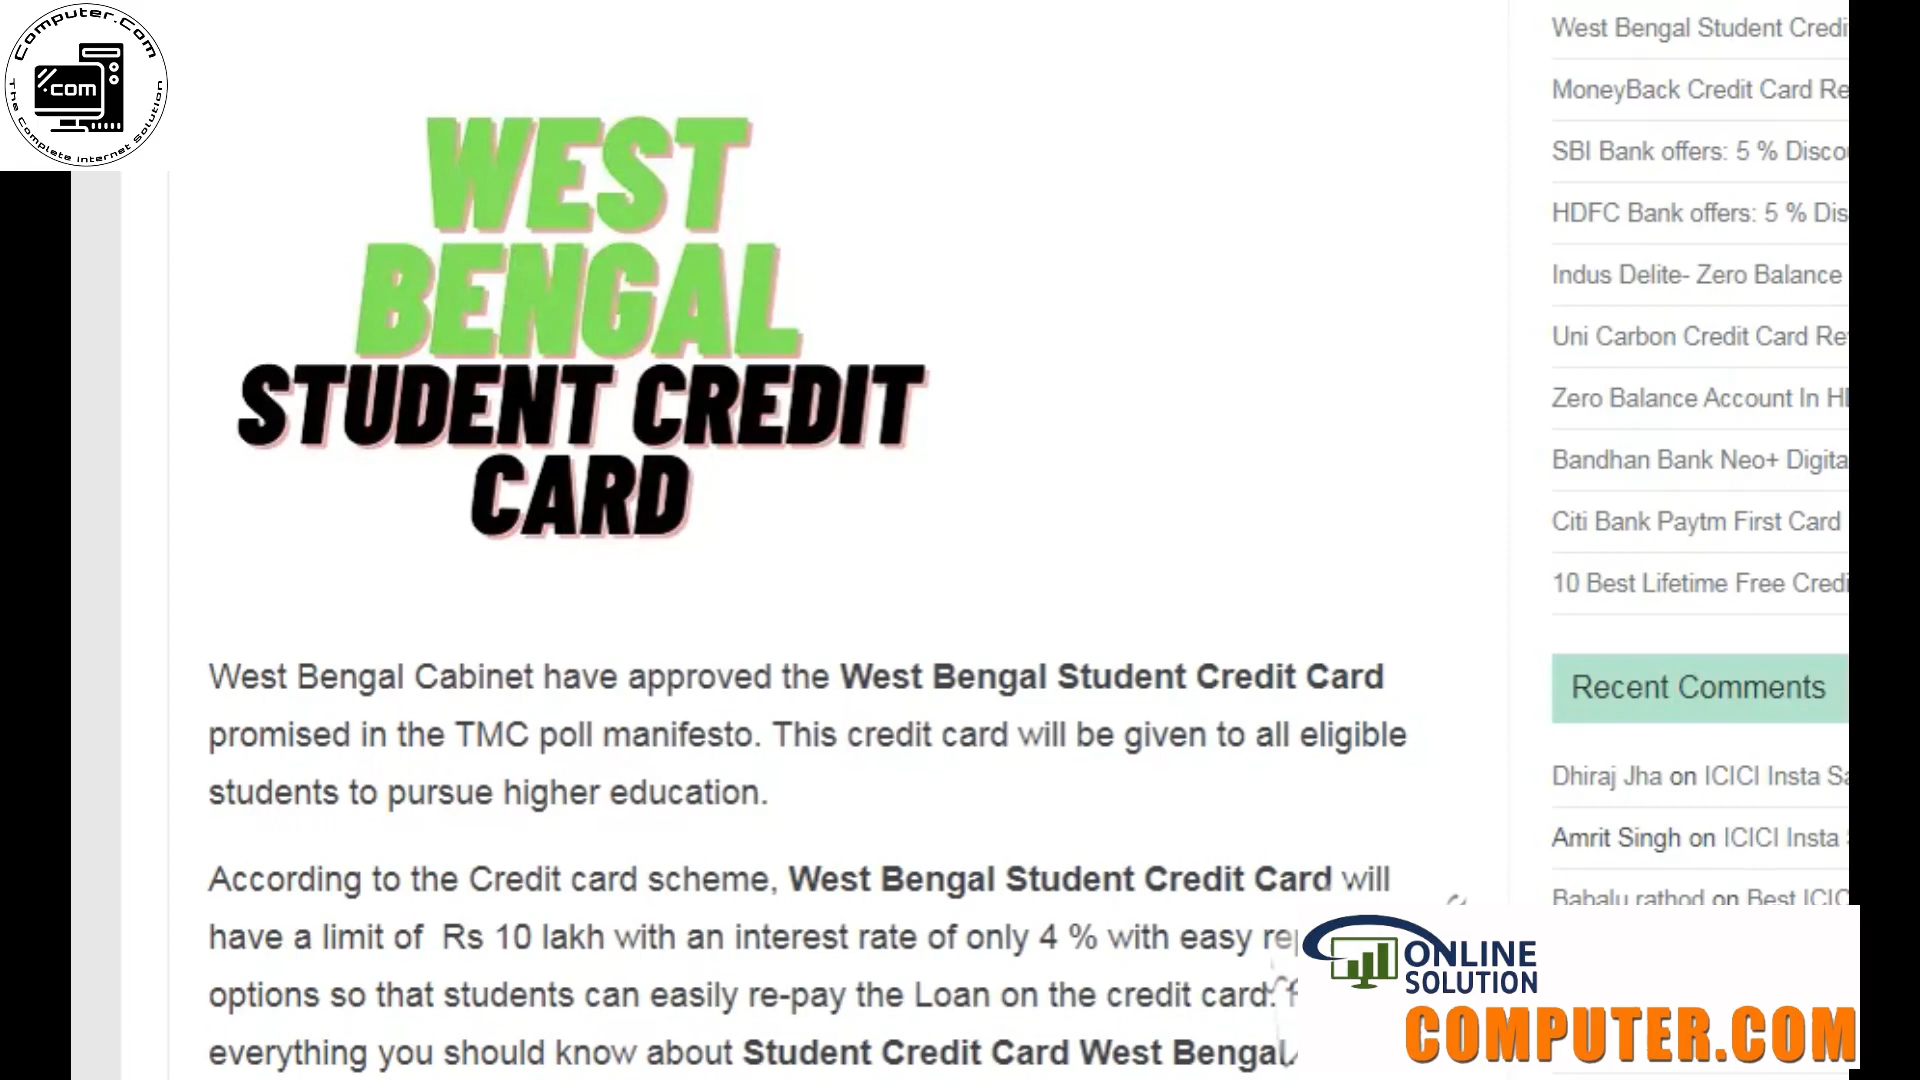 Computer.Com
.com
The Complete Internet Solution
WEST
BENGAL
STUDENT CREDIT
CARD
West Bengal Cabinet have approved the West Bengal Student Credit Card
promised in the TMC poll manifesto. This credit card will be given to all eligible
students to pursue higher education.
According to the Credit card scheme, West Bengal Student Credit Card will
have a limit of Rs 10 lakh with an interest rate of only 4 % with easy
options so that students can easily re-pay the Loan on the credit card.
everything you should know about Student Credit Card West Bengal
West Bengal Student
MoneyBack Credit Card
SBI Bank offers: 5 %
HDFC Bank offers: 5 %
Indus Delite- Zero Balance
Uni Carbon Credit Card
Zero Balance Account In
Bandhan Bank Neo+
Citi Bank Paytm First Card
10 Best Lifetime Free
Recent Comments
Dhiraj Jha on ICICI Insta
Amrit Singh on ICICI Insta
Babalu rathod on Best
ONLINE
SOLUTION
COMPUTER.COM